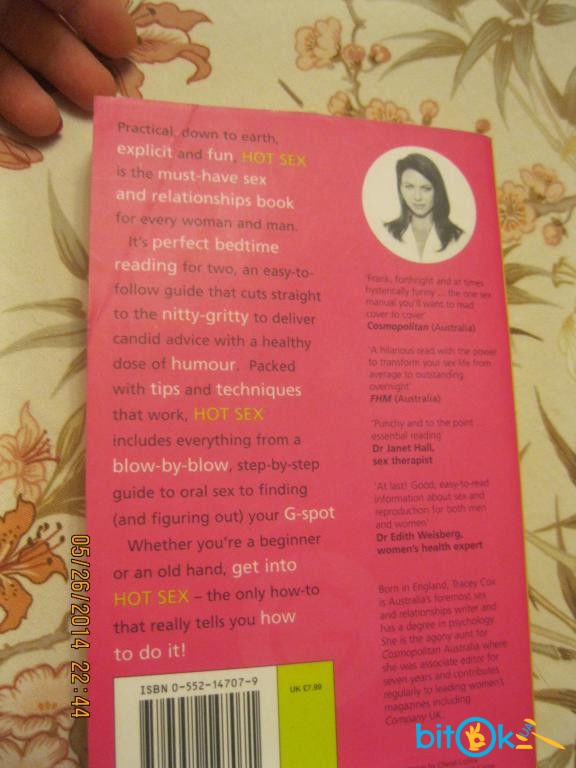 Practical, down to earth,
explicit and fun, HOT SEX
is the must-have sex
and relationships book
for every woman and man.
It's perfect bedtime
reading for two, an easy-to-
follow guide that cuts straight
to the nitty-gritty to deliver
candid advice with a healthy
dose of humour. Packed
with tips and techniques
that work, HOT SEX
includes everything from a
blow-by-blow, step-by-step
guide to oral sex to finding
(and figuring out) your G-spot
Whether you're a beginner
or an old hand, get into
HOT SEX – the only how-to
that really tells you how
to do it!
'Frank, forthright and at times
hysterically funny ... the one sex
manual you'll want to read
cover to cover'
Cosmopolitan (Australia)
'A hilarious read with the power
to transform your sex life from
average to outstanding
overnight'
FHM (Australia)
'Punchy and to the point
essential reading'
Dr Janet Hall,
sex therapist
'At last! Good, easy-to-read
information about sex and
reproduction for both men
and women'
Dr Edith Weisberg,
women's health expert
Born in England, Tracey Cox
is Australia's foremost sex
and relationships writer and
has a degree in psychology.
She is the agony aunt for
Cosmopolitan Australia where
she was associate editor for
seven years and contributes
regularly to leading women's
magazines including
Company UK.
ISBN 0-552-14707-9
UK £7.99
05/26/2014 22:44
bitOk